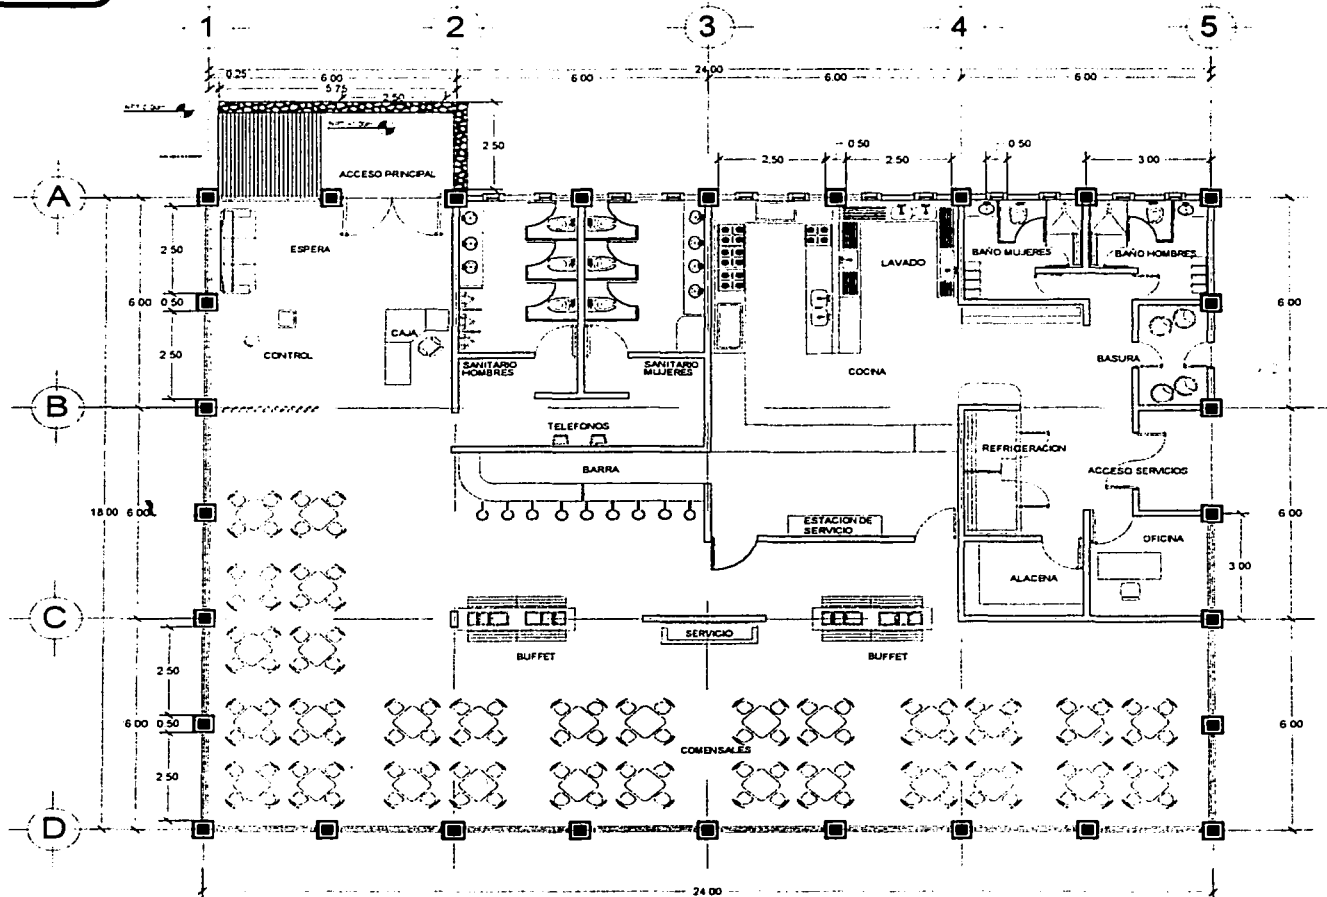 1 2 3 4 5
24.00
0.25 6.00 6.00 6.00 6.00
5.75
2.50
2.50
0.50 0.50
2.50 2.50 3.00
A
ACCESO PRINCIPAL
ESPERA
2.50
LAVADO
BAÑO MUJERES
BAÑO HOMBRES
6.00 0.50
6.00
2.50
CONTROL
CAJA
SANITARIO
HOMBRES
SANITARIO
MUJERES
COCINA
BASURA
B
TELEFONOS
BARRA
REFRIGERACION
ACCESO SERVICIOS
18.00 6.00
6.00
ESTACION DE
SERVICIO
OFICINA
3.00
ALACENA
C
SERVICIO
BUFFET
BUFFET
2.50
6.00 0.50
6.00
COMENSALES
2.50
D
24.00